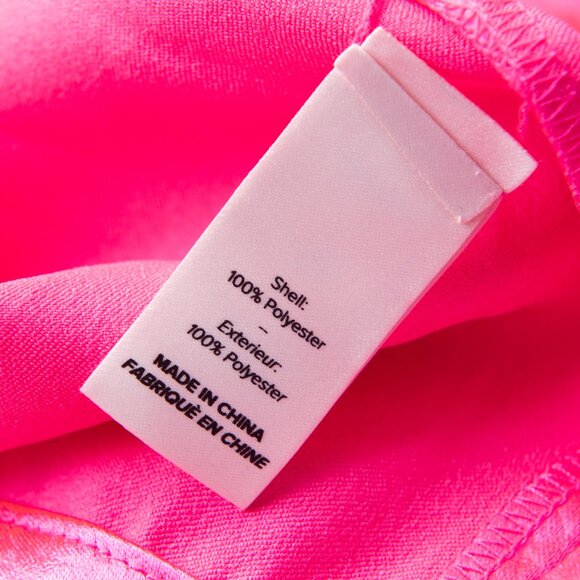 Shell:
100% Polyester
–
Exterieur:
100% Polyester
MADE IN CHINA
FABRIQUÈ EN CHINE